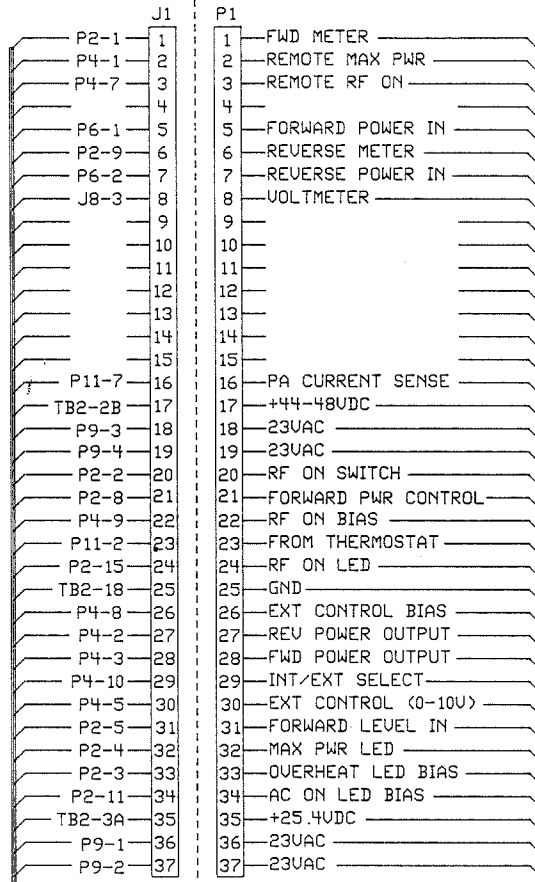 J1 P1
P2-1 1 1 FWD METER
P4-1 2 2 REMOTE MAX PWR
P4-7 3 3 REMOTE RF ON
4 4
P6-1 5 5 FORWARD POWER IN
P2-9 6 6 REVERSE METER
P6-2 7 7 REVERSE POWER IN
J8-3 8 8 VOLTMETER
9 9
10 10
11 11
12 12
13 13
14 14
15 15
P11-7 16 16 PA CURRENT SENSE
TB2-2B 17 17 +44-48VDC
P9-3 18 18 23VAC
P9-4 19 19 23VAC
P2-2 20 20 RF ON SWITCH
P2-8 21 21 FORWARD PWR CONTROL
P4-9 22 22 RF ON BIAS
P11-2 23 23 FROM THERMOSTAT
P2-15 24 24 RF ON LED
TB2-18 25 25 GND
P4-8 26 26 EXT CONTROL BIAS
P4-2 27 27 REV POWER OUTPUT
P4-3 28 28 FWD POWER OUTPUT
P4-10 29 29 INT/EXT SELECT
P4-5 30 30 EXT CONTROL (0-10V)
P2-5 31 31 FORWARD LEVEL IN
P2-4 32 32 MAX PWR LED
P2-3 33 33 OVERHEAT LED BIAS
P2-11 34 34 AC ON LED BIAS
TB2-3A 35 35 +25.4VDC
P9-1 36 36 23VAC
P9-2 37 37 23VAC